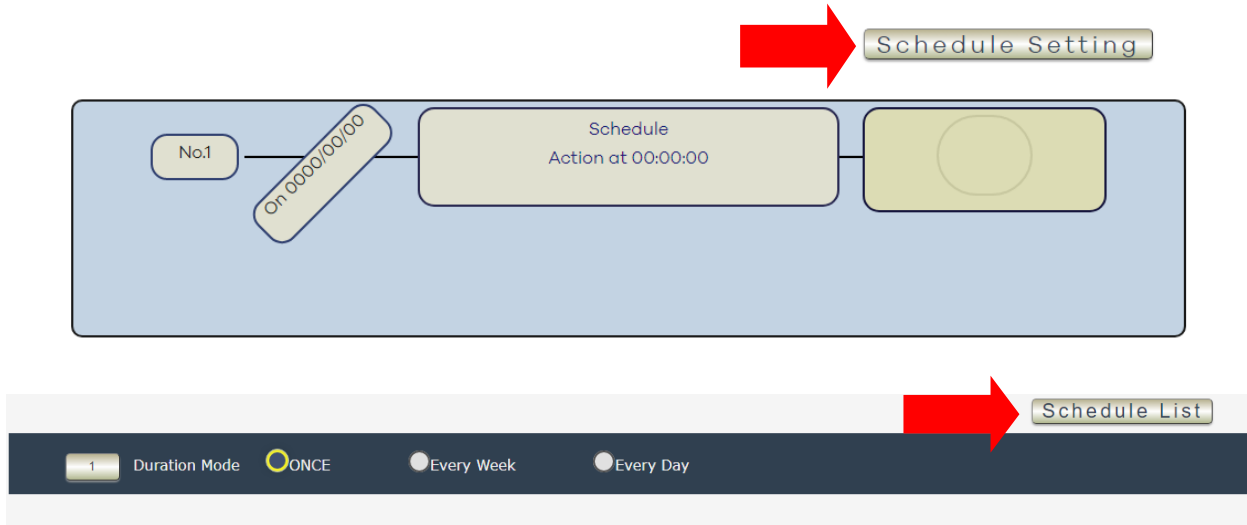 Schedule Setting
No.1
On 0000/00/00
Schedule
Action at 00:00:00
Schedule List
1 Duration Mode ONCE Every Week Every Day